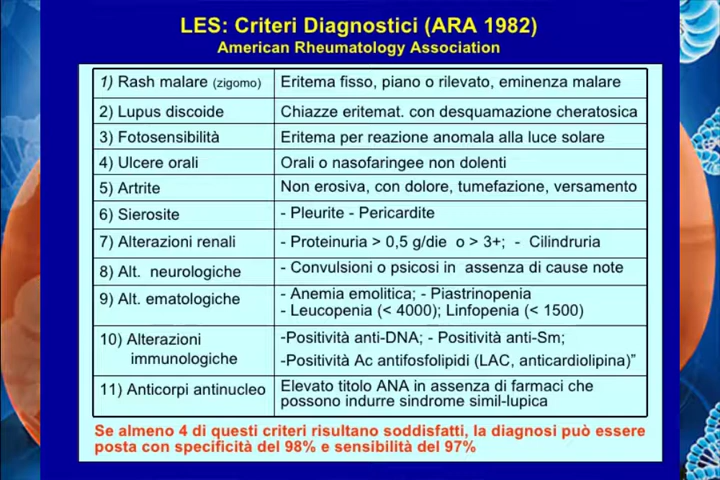 LES: Criteri Diagnostici (ARA 1982)
American Rheumatology Association
1) Rash malare (zigomo) Eritema fisso, piano o rilevato, eminenza malare
2) Lupus discoide Chiazze eritemat. con desquamazione cheratosica
3) Fotosensibilità Eritema per reazione anomala alla luce solare
4) Ulcere orali Orali o nasofaringee non dolenti
5) Artrite Non erosiva, con dolore, tumefazione, versamento
6) Sierosite - Pleurite - Pericardite
7) Alterazioni renali - Proteinuria > 0,5 g/die o > 3+; - Cilindruria
8) Alt. neurologiche - Convulsioni o psicosi in assenza di cause note
9) Alt. ematologiche - Anemia emolitica; - Piastrinopenia
- Leucopenia (< 4000); Linfopenia (< 1500)
10) Alterazioni -Positività anti-DNA; - Positività anti-Sm;
immunologiche -Positività Ac antifosfolipidi (LAC, anticardiolipina)”
11) Anticorpi antinucleo Elevato titolo ANA in assenza di farmaci che
possono indurre sindrome simil-lupica
Se almeno 4 di questi criteri risultano soddisfatti, la diagnosi può essere
posta con specificità del 98% e sensibilità del 97%